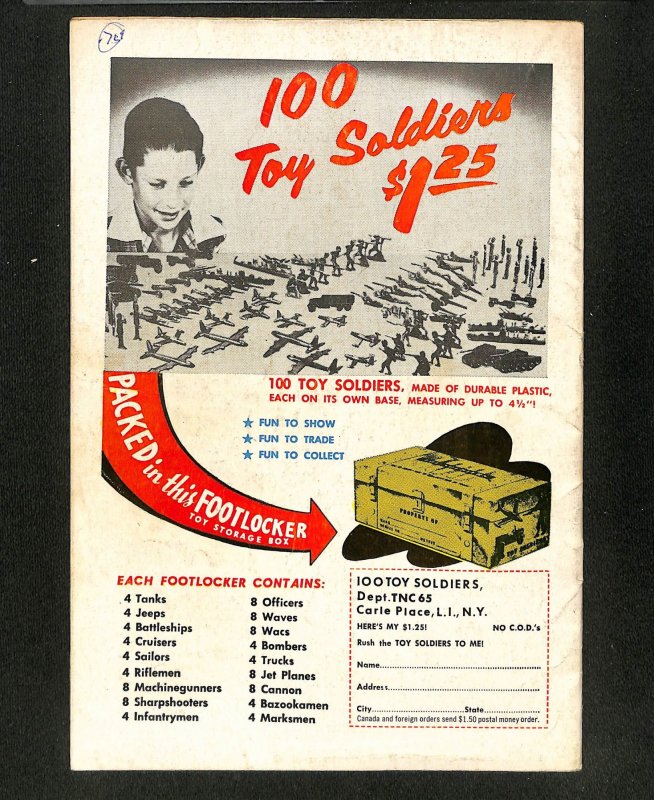 100
Toy Soldiers
$1.25
100 TOY SOLDIERS, MADE OF DURABLE PLASTIC,
EACH ON ITS OWN BASE, MEASURING UP TO 4½"!
★ FUN TO SHOW
★ FUN TO TRADE
★ FUN TO COLLECT
PACKED in this FOOTLOCKER
TOY STORAGE BOX
PROPERTY OF
EACH FOOTLOCKER CONTAINS:
4 Tanks
4 Jeeps
4 Battleships
4 Cruisers
4 Sailors
4 Riflemen
8 Machinegunners
8 Sharpshooters
4 Infantrymen
8 Officers
8 Waves
8 Wacs
4 Bombers
4 Trucks
8 Jet Planes
8 Cannon
4 Bazookamen
4 Marksmen
100 TOY SOLDIERS,
Dept. TNC65
Carle Place, L.I., N.Y.
HERE'S MY $1.25! NO C.O.D.'s
Rush the TOY SOLDIERS TO ME!
Name
Address
City State
Canada and foreign orders send $1.50 postal money order.